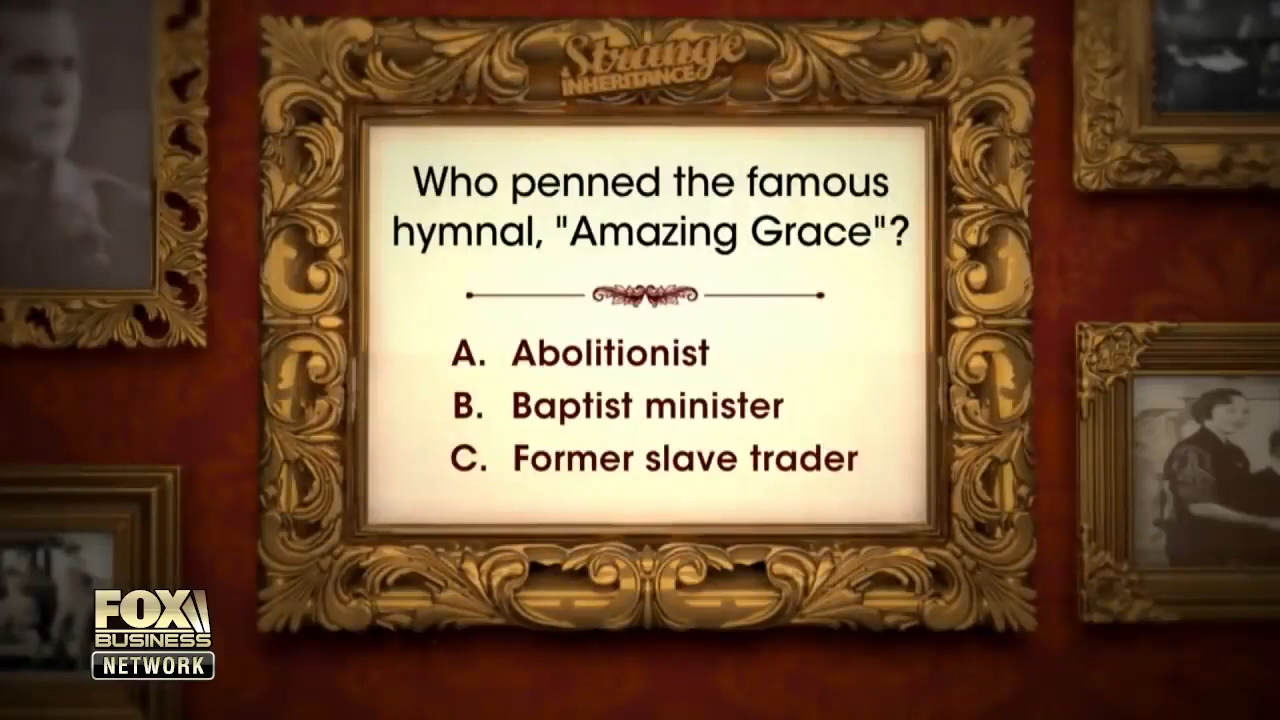 Strange
INHERITANCE
Who penned the famous
hymnal, "Amazing Grace"?
A. Abolitionist
B. Baptist minister
C. Former slave trader
FOX
BUSINESS
NETWORK